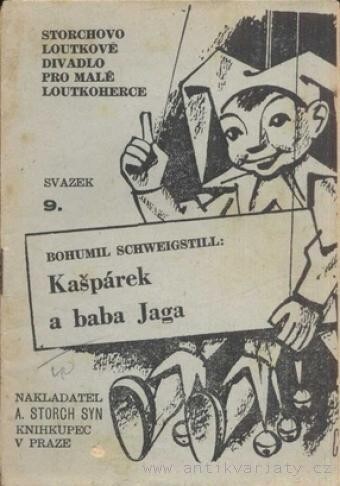 STORCHOVO
LOUTKOVÉ
DIVADLO
PRO MALÉ
LOUTKOHERCE
SVAZEK
9.
BOHUMIL SCHWEIGSTILL:
Kašpárek
a baba Jaga
NAKLADATEL
A. STORCH SYN
KNIHKUPEC
V PRAZE
www.antikvariaty.cz